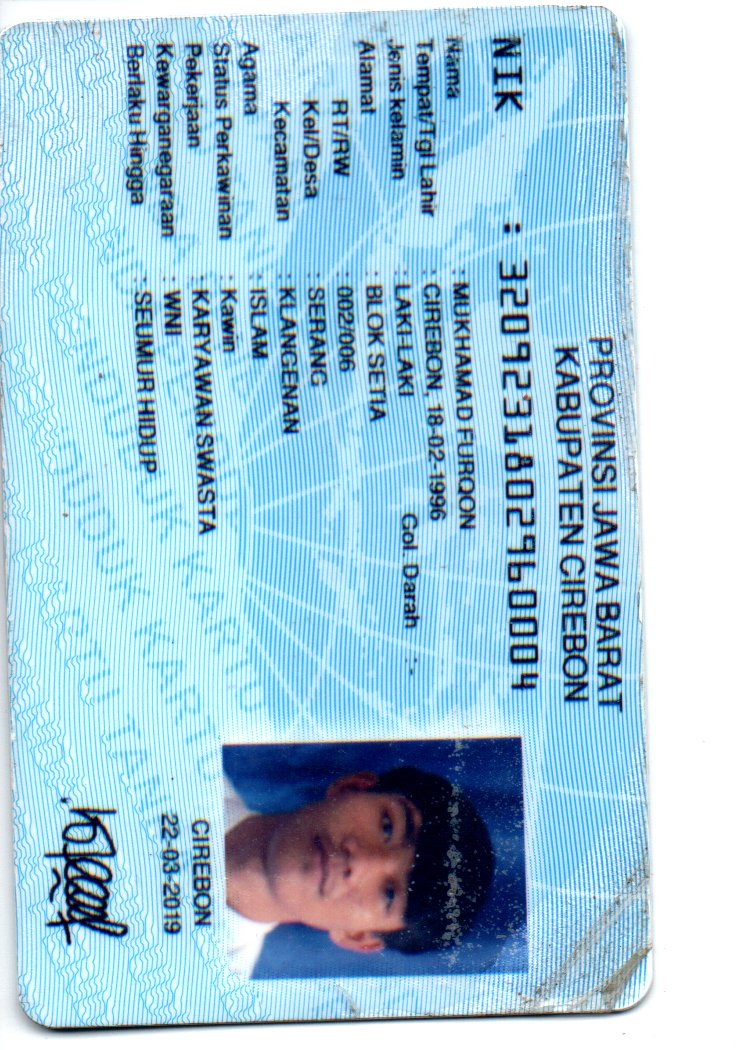 PROVINSI JAWA BARAT
KABUPATEN CIREBON
NIK : 3209231802960004
Nama : MUKHAMAD FURQON
Tempat/Tgl Lahir : CIREBON, 18-02-1996
Jenis kelamin : LAKI-LAKI Gol. Darah : -
Alamat : BLOK SETIA
RT/RW : 002/006
Kel/Desa : SERANG
Kecamatan : KLANGENAN
Agama : ISLAM
Status Perkawinan : Kawin
Pekerjaan : KARYAWAN SWASTA
Kewarganegaraan : WNI
Berlaku Hingga : SEUMUR HIDUP
CIREBON
22-03-2019